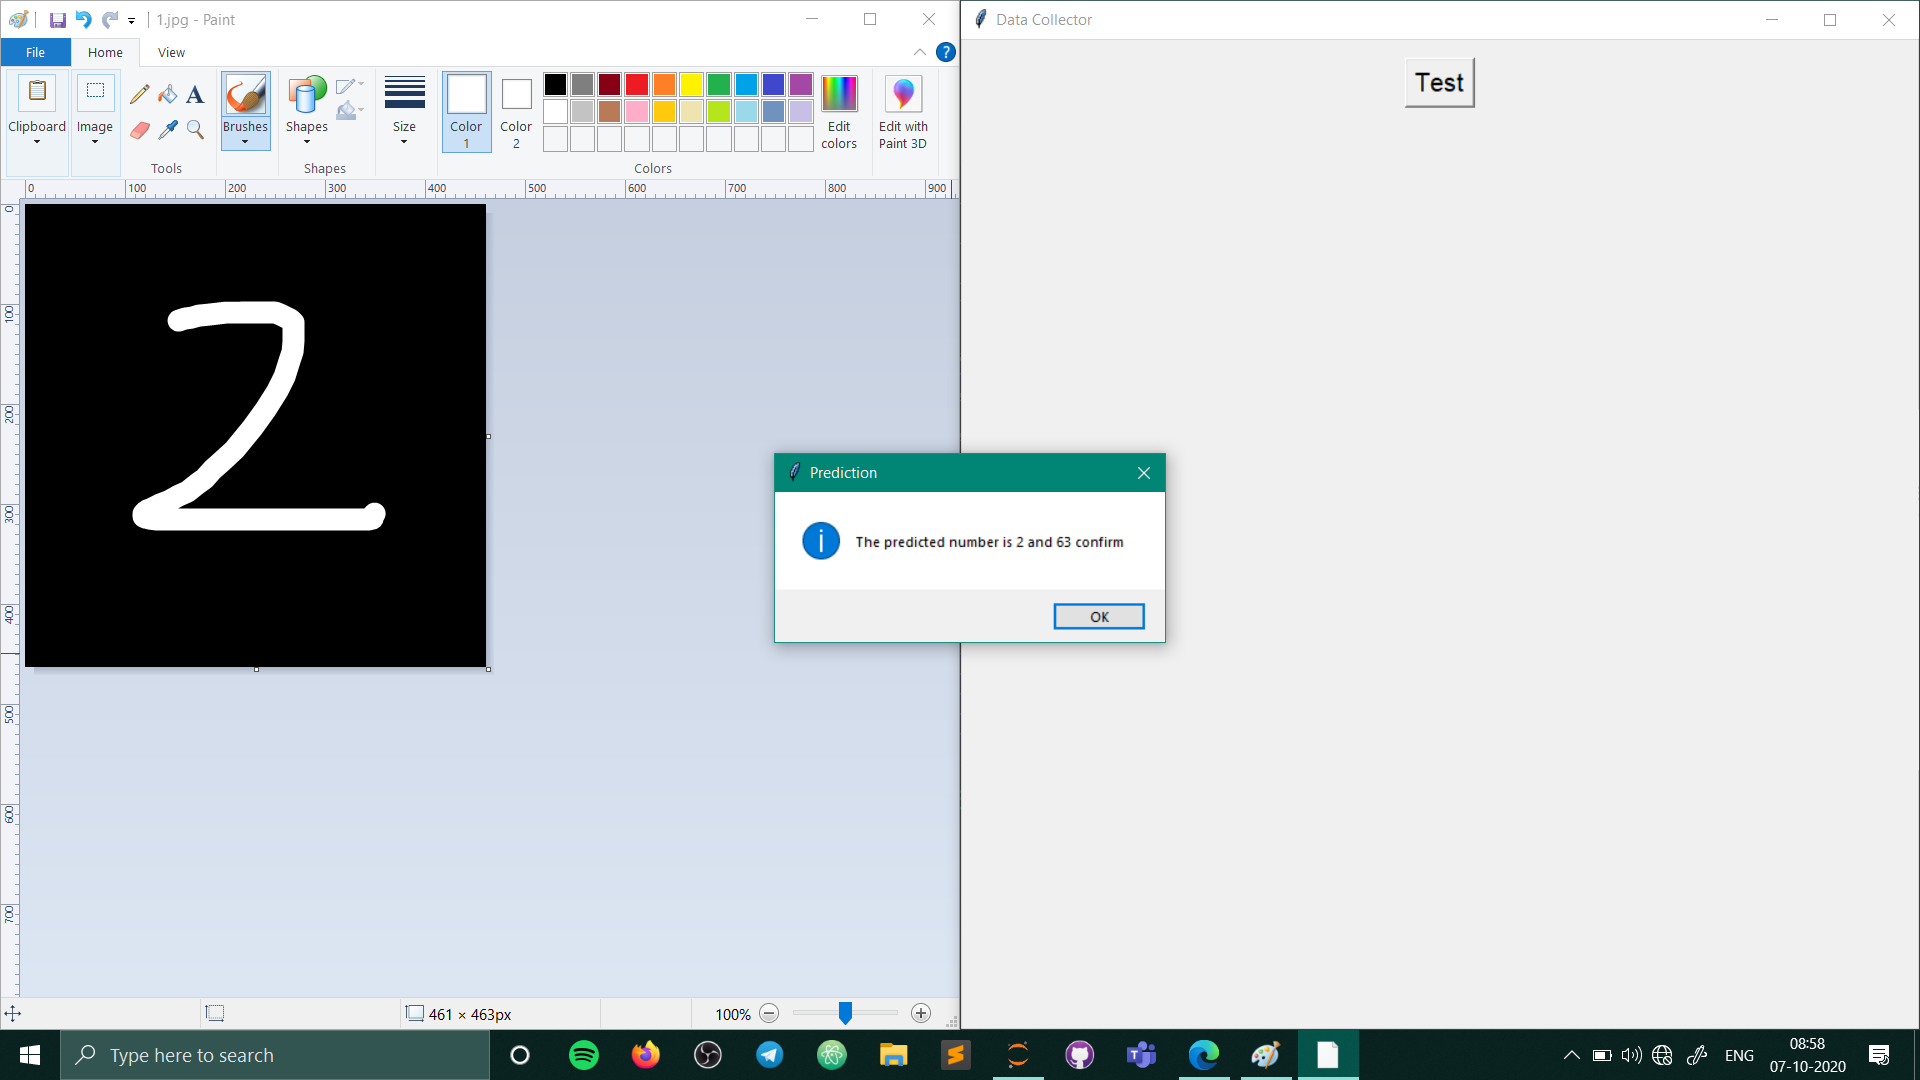 1.jpg - Paint
File
Home
View
?
Clipboard
Image
A
Tools
Brushes
Shapes
Shapes
Size
Color
1
Color
2
Edit
colors
Edit with
Paint 3D
Colors
0 100 200 300 400 500 600 700 800 900
0
100
200
300
400
500
600
700
2
461 × 463px
100%
Data Collector
Test
Prediction
i
The predicted number is 2 and 63 confirm
OK
Type here to search
ENG
08:58
07-10-2020